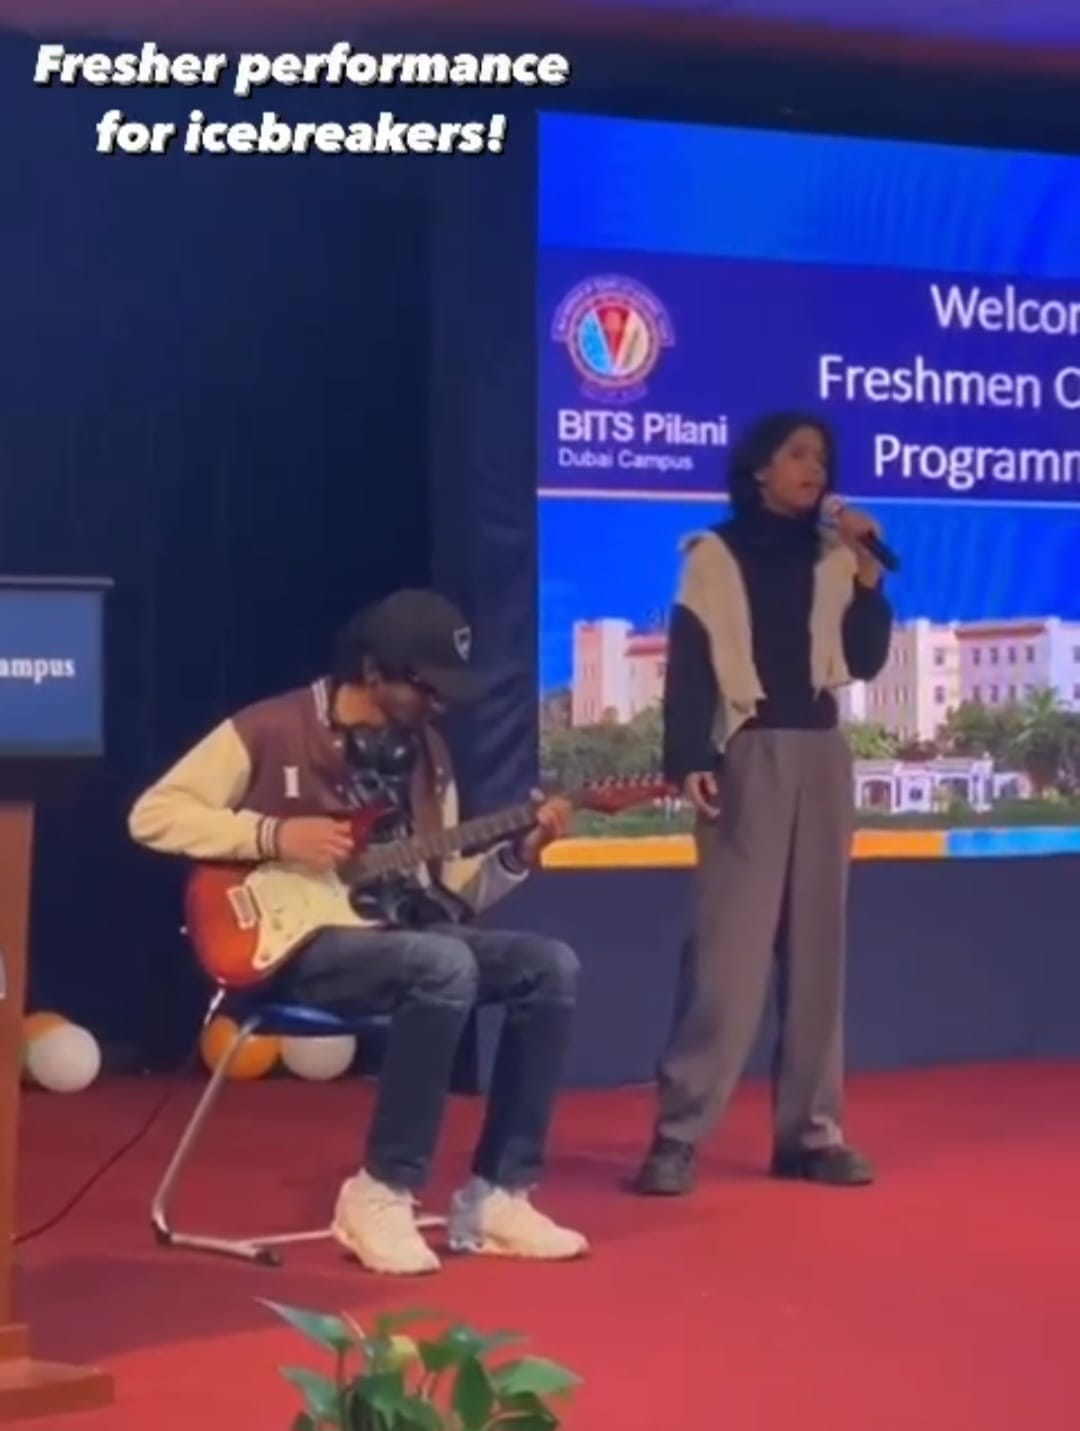 Fresher performance
for icebreakers!
Welcor
Freshmen C
Programm
BITS Pilani
Dubai Campus
ampus
I